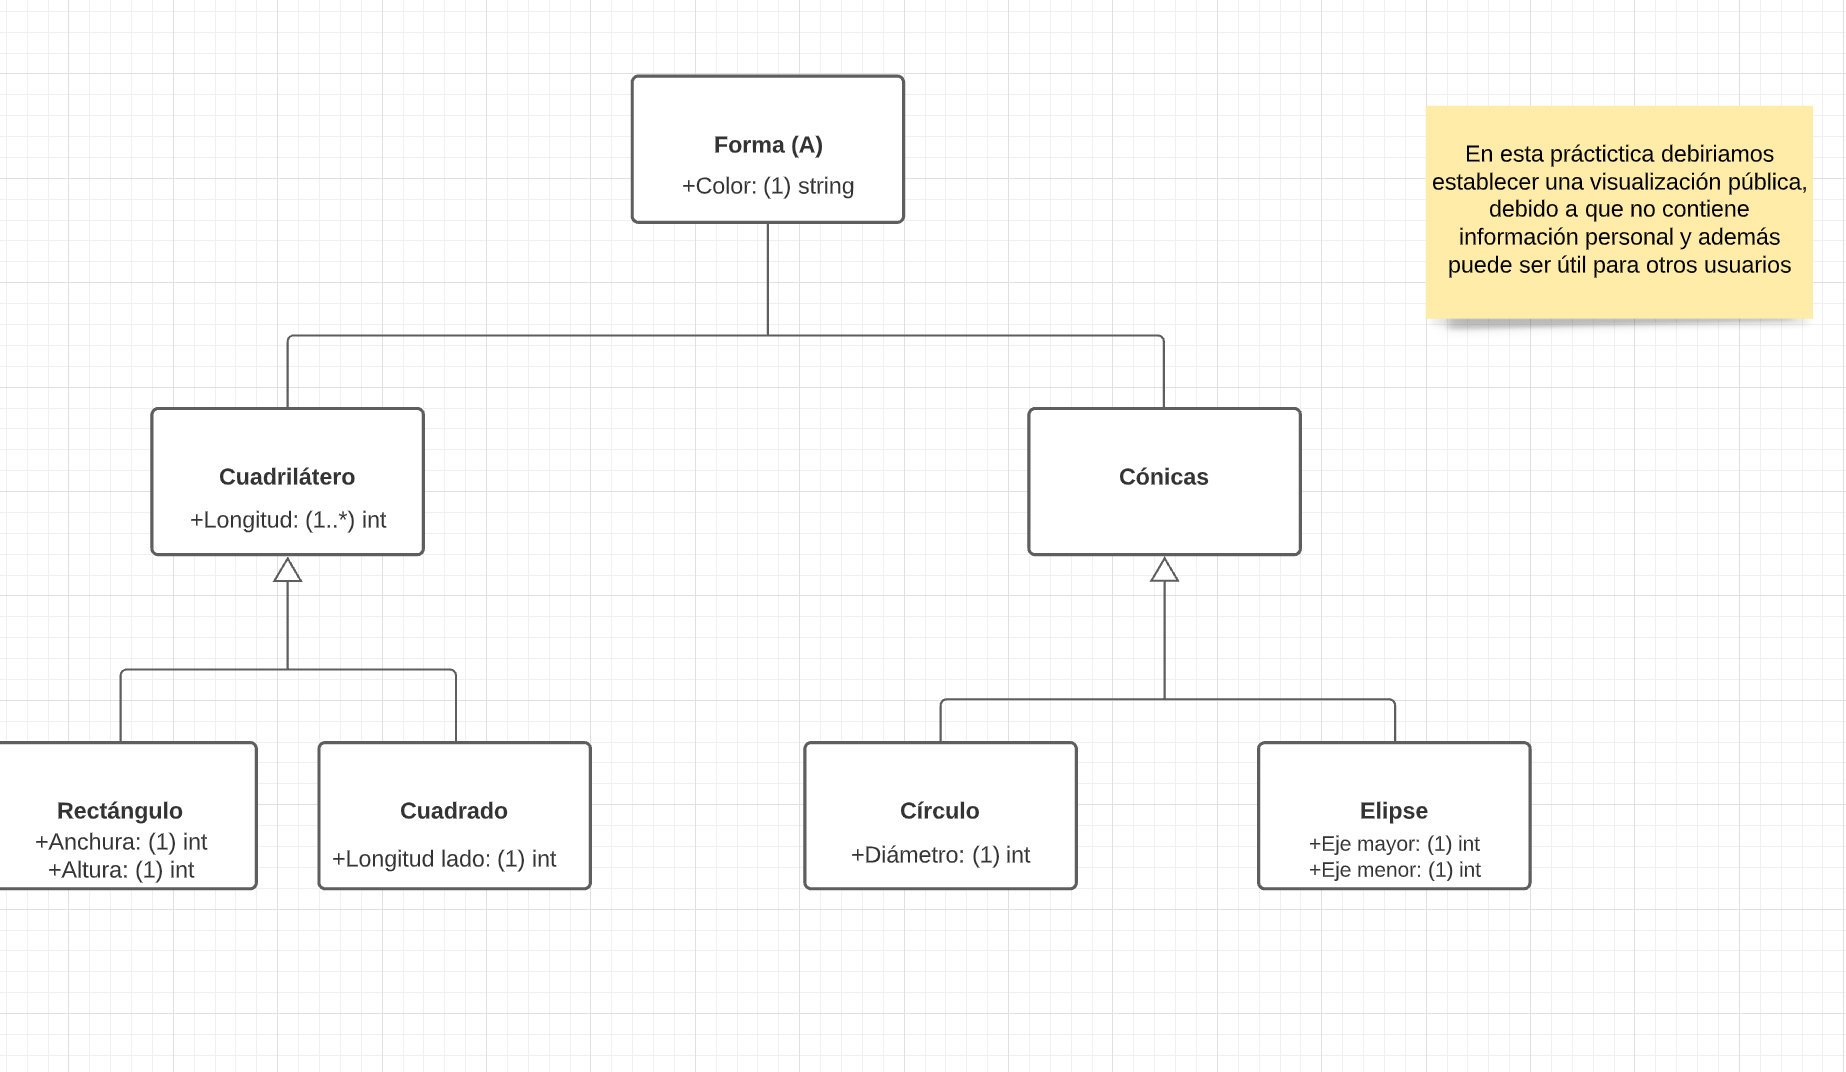 Forma (A)
+Color: (1) string
En esta práctictica debiriamos
establecer una visualización pública,
debido a que no contiene
información personal y además
puede ser útil para otros usuarios
Cuadrilátero
+Longitud: (1..*) int
Cónicas
Rectángulo
+Anchura: (1) int
+Altura: (1) int
Cuadrado
+Longitud lado: (1) int
Círculo
+Diámetro: (1) int
Elipse
+Eje mayor: (1) int
+Eje menor: (1) int